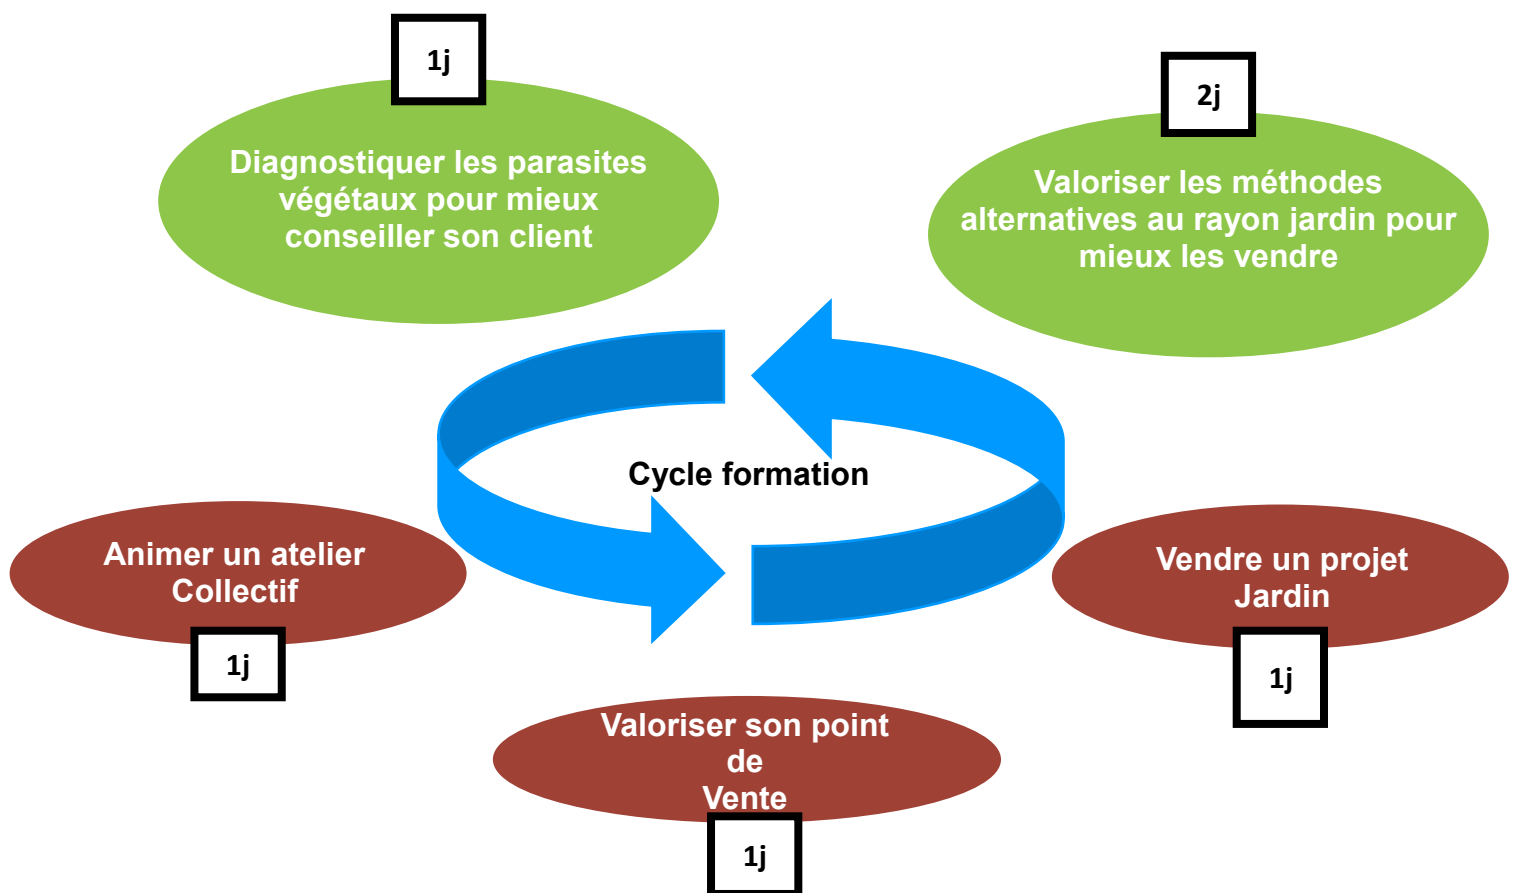 1j
Diagnostiquer les parasites
végétaux pour mieux
conseiller son client
2j
Valoriser les méthodes
alternatives au rayon jardin pour
mieux les vendre
Cycle formation
Animer un atelier
Collectif
1j
Vendre un projet
Jardin
1j
Valoriser son point
de
Vente
1j